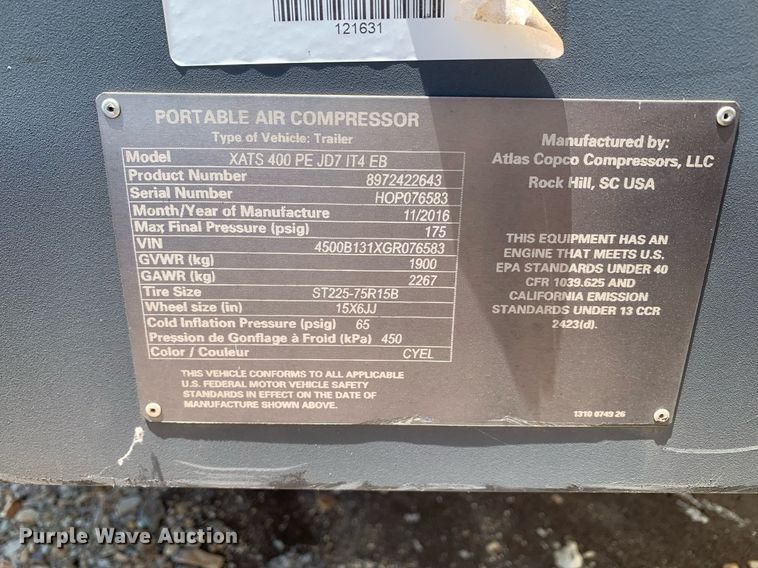 121631
PORTABLE AIR COMPRESSOR
Type of Vehicle: Trailer
Model XATS 400 PE JD7 IT4 EB
Product Number 8972422643
Serial Number HOP076583
Month/Year of Manufacture 11/2016
Max Final Pressure (psig) 175
VIN 4500B131XGR076583
GVWR (kg) 1900
GAWR (kg) 2267
Tire Size ST225-75R15B
Wheel size (in) 15X6JJ
Cold Inflation Pressure (psig) 65
Pression de Gonflage à Froid (kPa) 450
Color / Couleur CYEL
THIS VEHICLE CONFORMS TO ALL APPLICABLE
U.S. FEDERAL MOTOR VEHICLE SAFETY
STANDARDS IN EFFECT ON THE DATE OF
MANUFACTURE SHOWN ABOVE.
Manufactured by:
Atlas Copco Compressors, LLC
Rock Hill, SC USA
THIS EQUIPMENT HAS AN
ENGINE THAT MEETS U.S.
EPA STANDARDS UNDER 40
CFR 1039.625 AND
CALIFORNIA EMISSION
STANDARDS UNDER 13 CCR
2423(d).
1310 0749 26
Purple Wave Auction